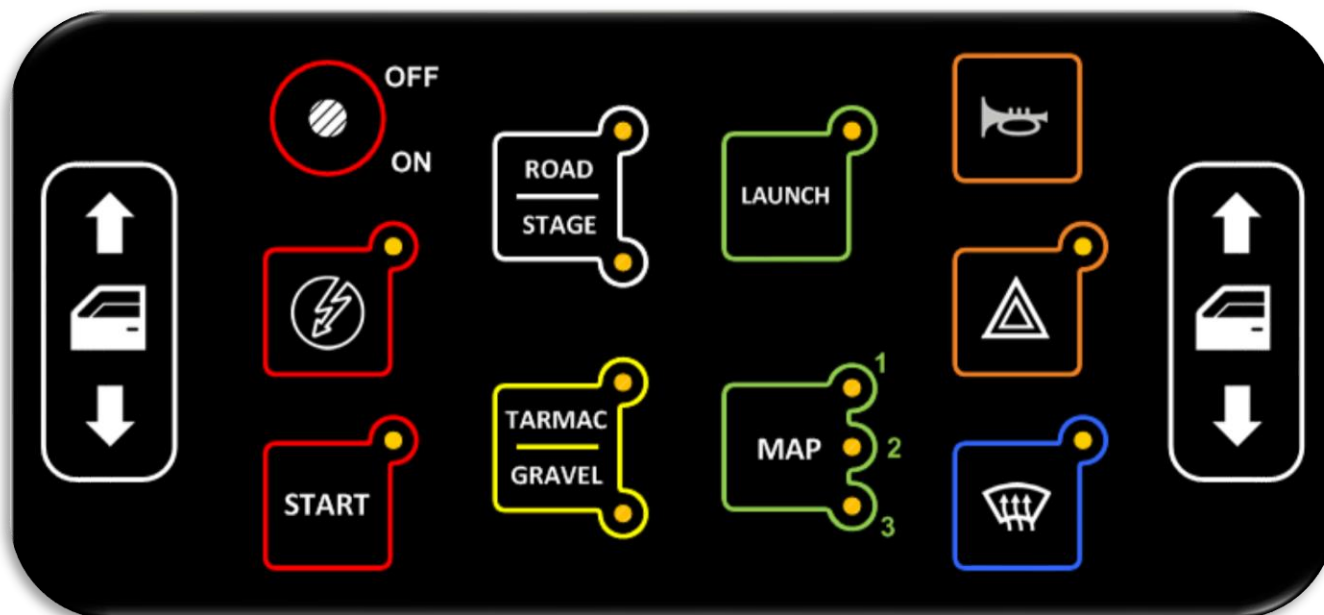 OFF
ON
START
ROAD
STAGE
TARMAC
GRAVEL
LAUNCH
MAP
1
2
3